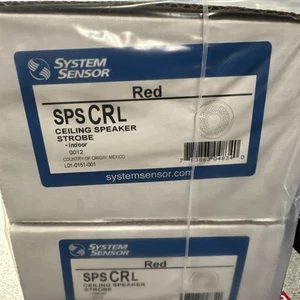 SYSTEM
SENSOR
Red
SPSCRL
CEILING SPEAKER
STROBE
• Indoor
0012
COUNTRY OF ORIGIN: MEXICO
L01-0151-001
systemsensor.com
SYSTEM
SENSOR
Red
SPSCRL
CEILING SPEAKER
STROBE